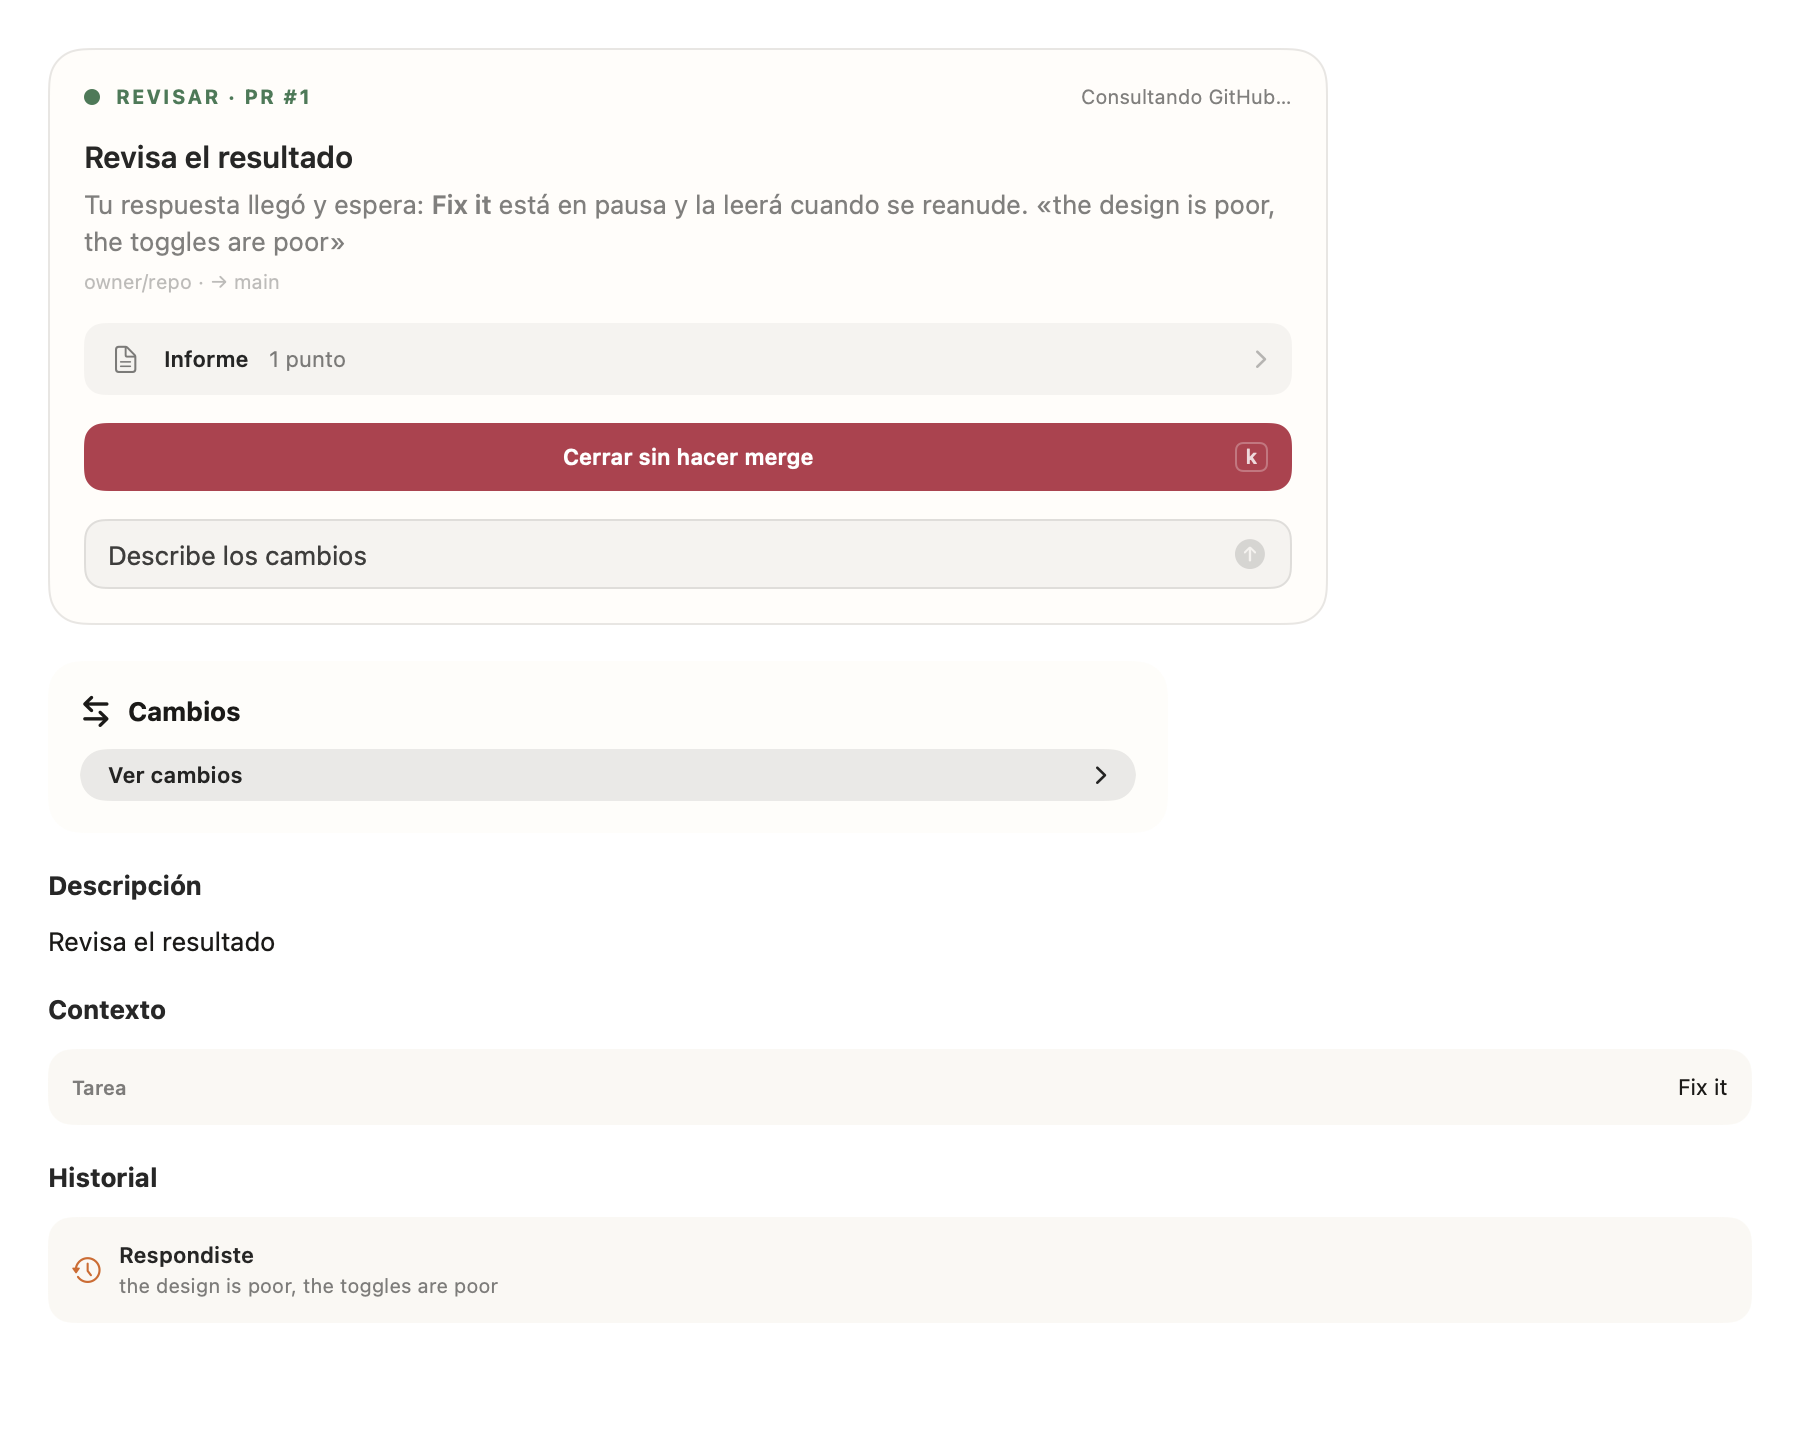 REVISAR · PR #1
Consultando GitHub...
Revisa el resultado
Tu respuesta llegó y espera: Fix it está en pausa y la leerá cuando se reanude. «the design is poor,
the toggles are poor»
owner/repo · → main
Informe 1 punto
Cerrar sin hacer merge k
Describe los cambios
Cambios
Ver cambios
Descripción
Revisa el resultado
Contexto
Tarea Fix it
Historial
Respondiste
the design is poor, the toggles are poor